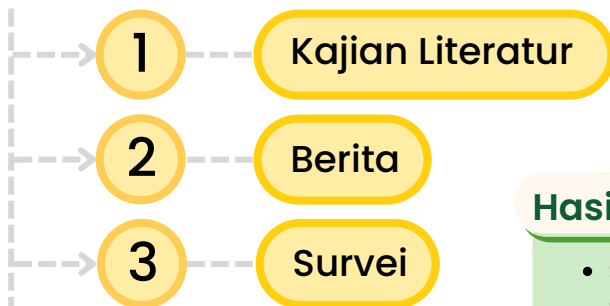 1 Kajian Literatur
2 Berita
Hasi
3 Survei
•